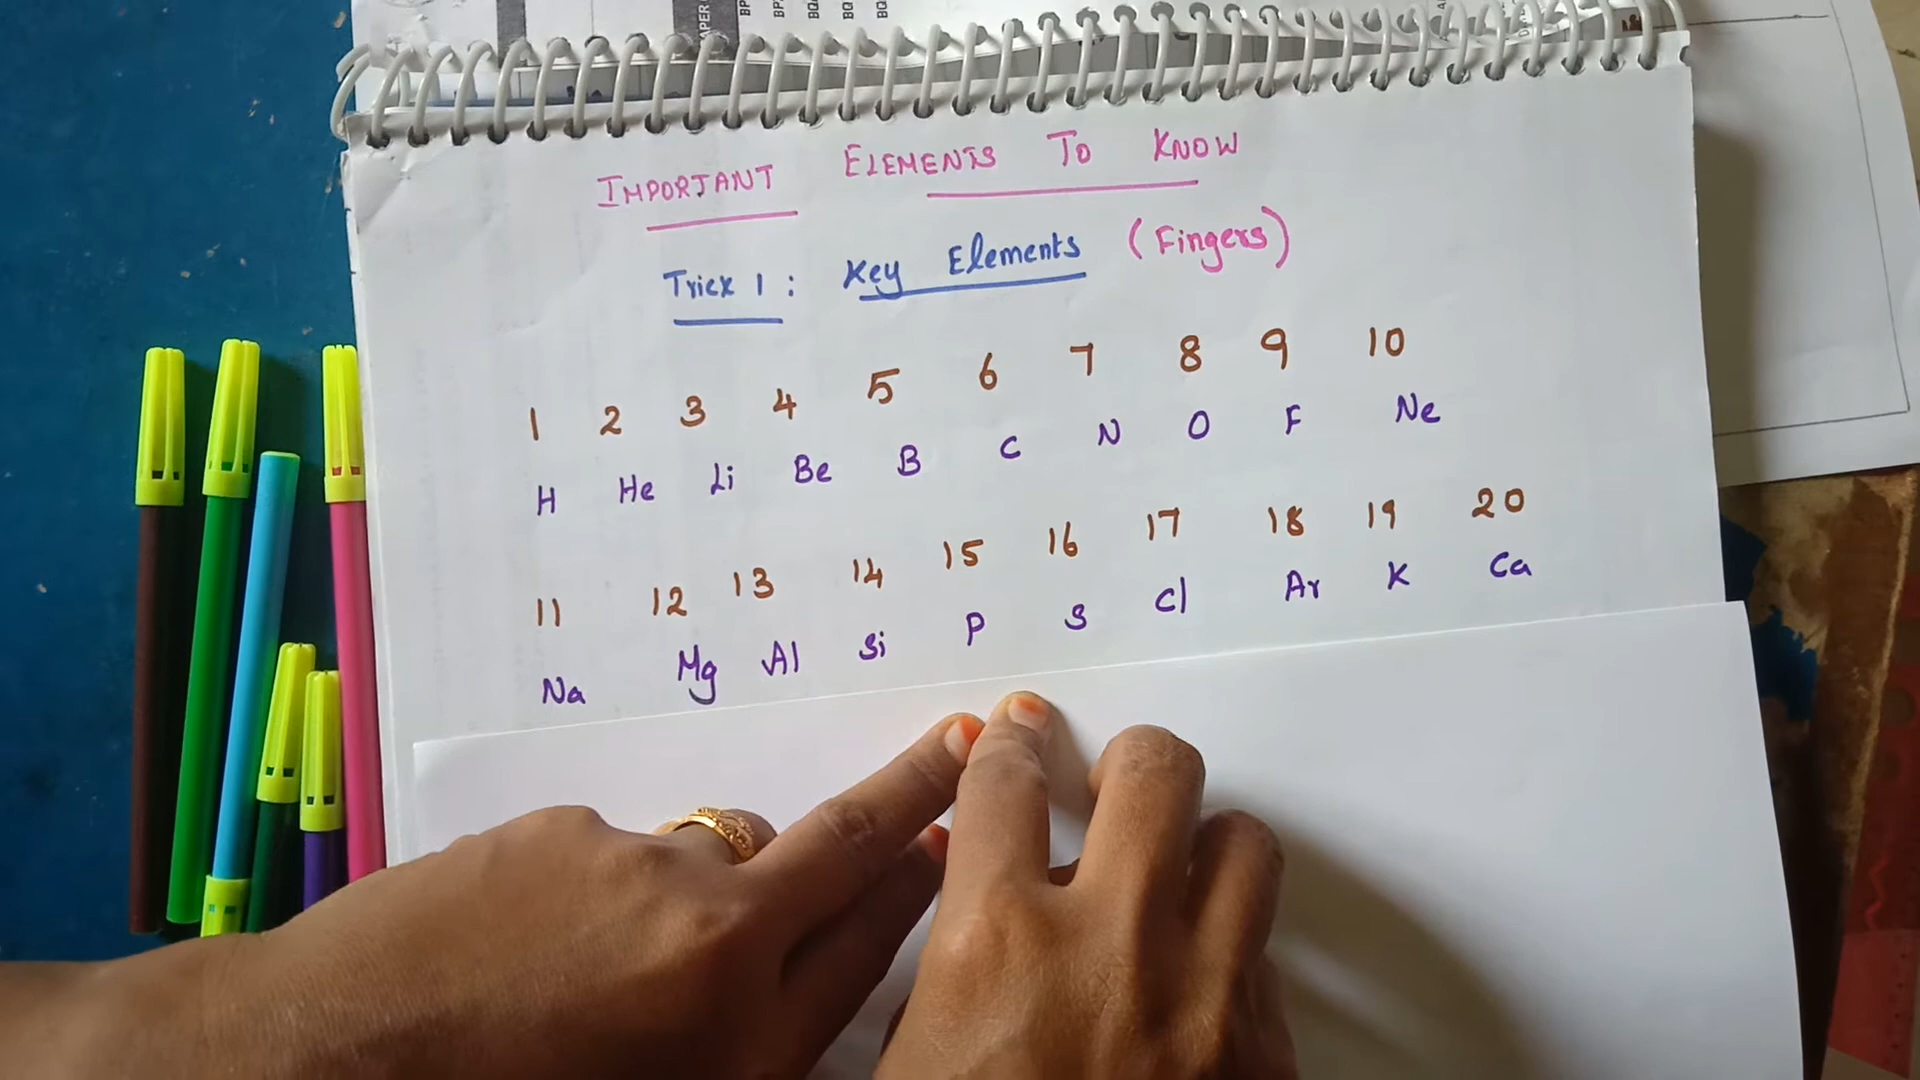 BQ
BQ
IMPORTANT ELEMENTS TO KNOW
Trick 1 : Key Elements (Fingers)
1 2 3 4 5 6 7 8 9 10
H He Li Be B C N O F Ne
11 12 13 14 15 16 17 18 19 20
Na Mg Al Si P S Cl Ar K Ca